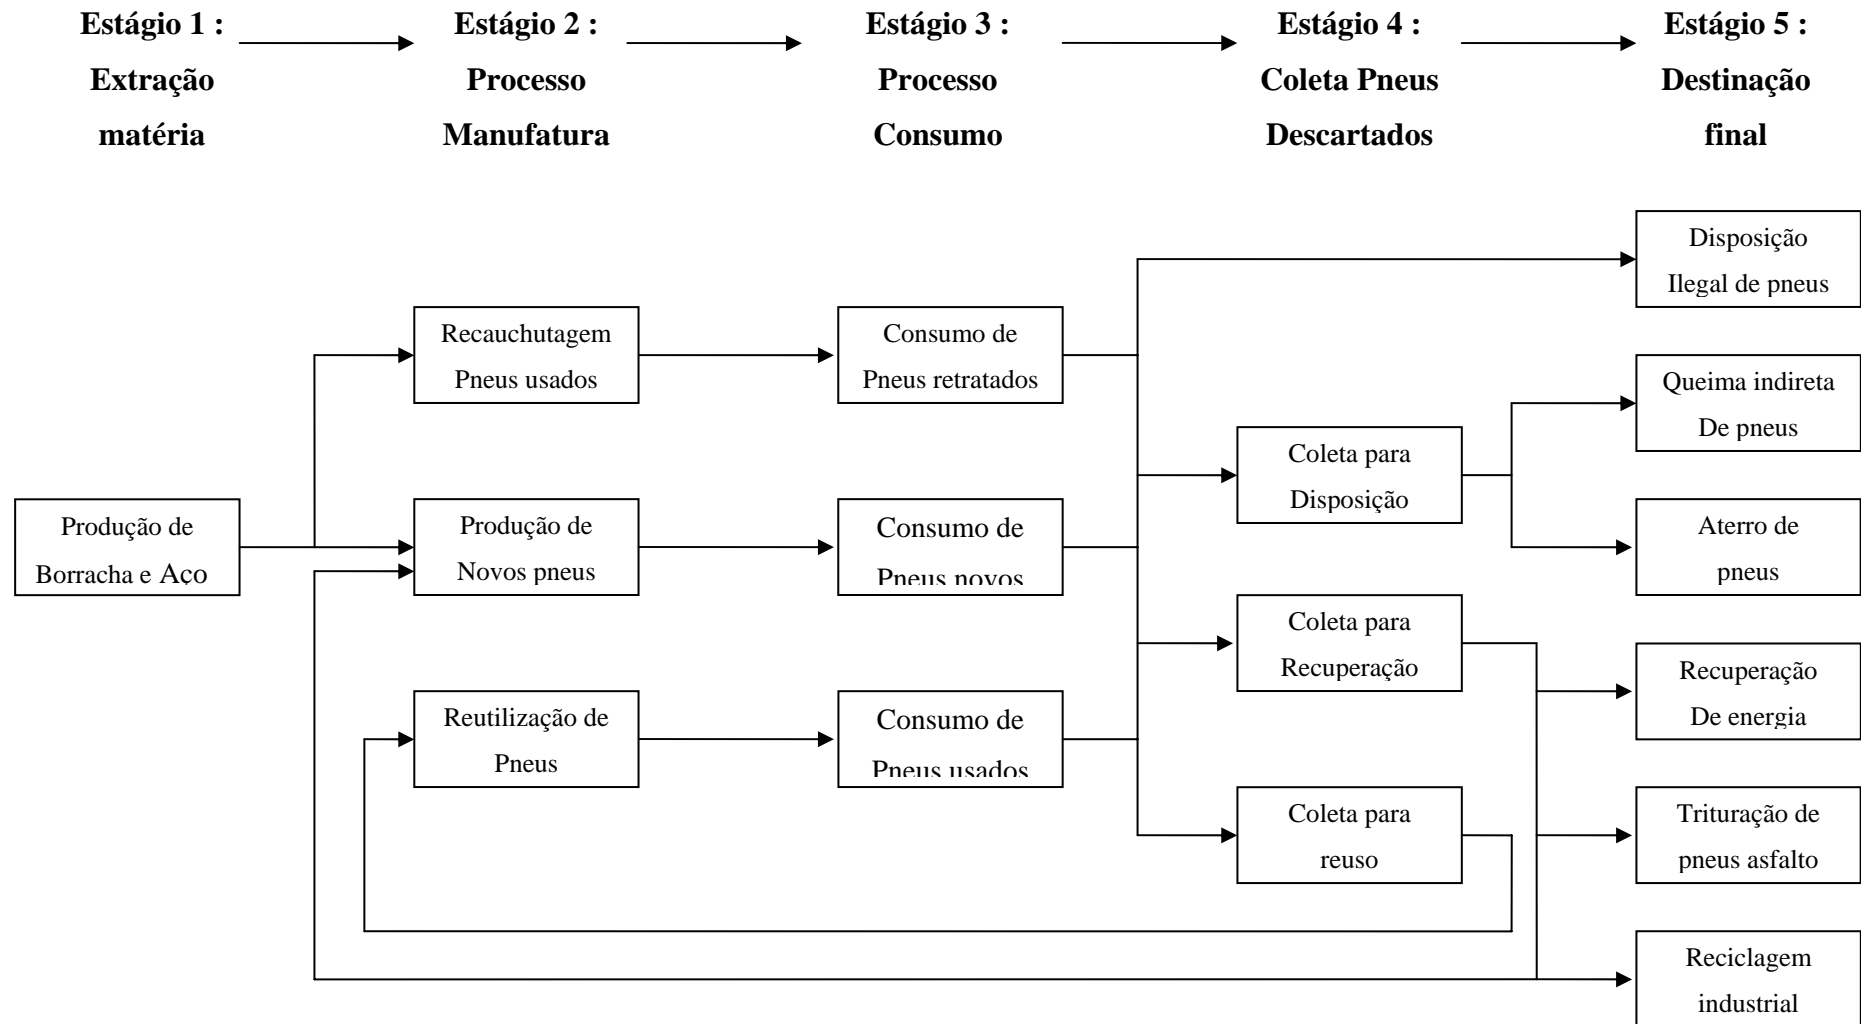 Estágio 1 :
Extração
matéria
Estágio 2 :
Processo
Manufatura
Estágio 3 :
Processo
Consumo
Estágio 4 :
Coleta Pneus
Descartados
Estágio 5 :
Destinação
final
Produção de
Borracha e Aço
Recauchutagem
Pneus usados
Produção de
Novos pneus
Reutilização de
Pneus
Consumo de
Pneus retratados
Consumo de
Pneus novos
Consumo de
Pneus usados
Coleta para
Disposição
Coleta para
Recuperação
Coleta para
reuso
Disposição
Ilegal de pneus
Queima indireta
De pneus
Aterro de
pneus
Recuperação
De energia
Trituração de
pneus asfalto
Reciclagem
industrial